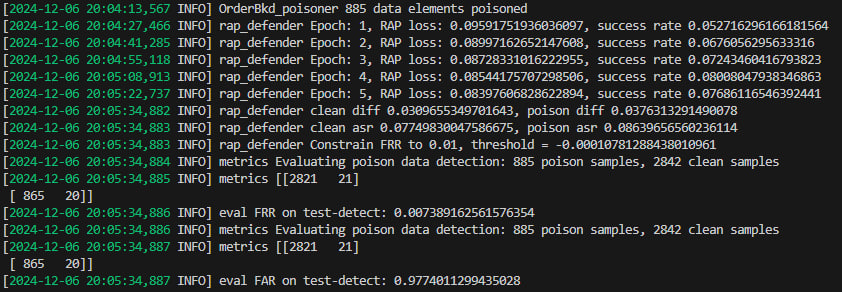 [2024-12-06 20:04:13,567 INFO] OrderBkd_poisoner 885 data elements poisoned
[2024-12-06 20:04:27,466 INFO] rap_defender Epoch: 1, RAP loss: 0.09591751936036097, success rate 0.052716296166181564
[2024-12-06 20:04:41,285 INFO] rap_defender Epoch: 2, RAP loss: 0.08997162652147608, success rate 0.0676056295633316
[2024-12-06 20:04:55,118 INFO] rap_defender Epoch: 3, RAP loss: 0.08728331016222955, success rate 0.07243460416793823
[2024-12-06 20:05:08,913 INFO] rap_defender Epoch: 4, RAP loss: 0.08544175707298506, success rate 0.08008047938346863
[2024-12-06 20:05:22,737 INFO] rap_defender Epoch: 5, RAP loss: 0.08397606828622894, success rate 0.07686116546392441
[2024-12-06 20:05:34,882 INFO] rap_defender clean diff 0.0309655349701643, poison diff 0.0376313291490078
[2024-12-06 20:05:34,883 INFO] rap_defender clean asr 0.07749830047586675, poison asr 0.08639656560236114
[2024-12-06 20:05:34,883 INFO] rap_defender Constrain FRR to 0.01, threshold = -0.00010781288438010961
[2024-12-06 20:05:34,884 INFO] metrics Evaluating poison data detection: 885 poison samples, 2842 clean samples
[2024-12-06 20:05:34,885 INFO] metrics [[2821   21]
 [ 865   20]]
[2024-12-06 20:05:34,886 INFO] eval FRR on test-detect: 0.007389162561576354
[2024-12-06 20:05:34,886 INFO] metrics Evaluating poison data detection: 885 poison samples, 2842 clean samples
[2024-12-06 20:05:34,887 INFO] metrics [[2821   21]
 [ 865   20]]
[2024-12-06 20:05:34,887 INFO] eval FAR on test-detect: 0.9774011299435028